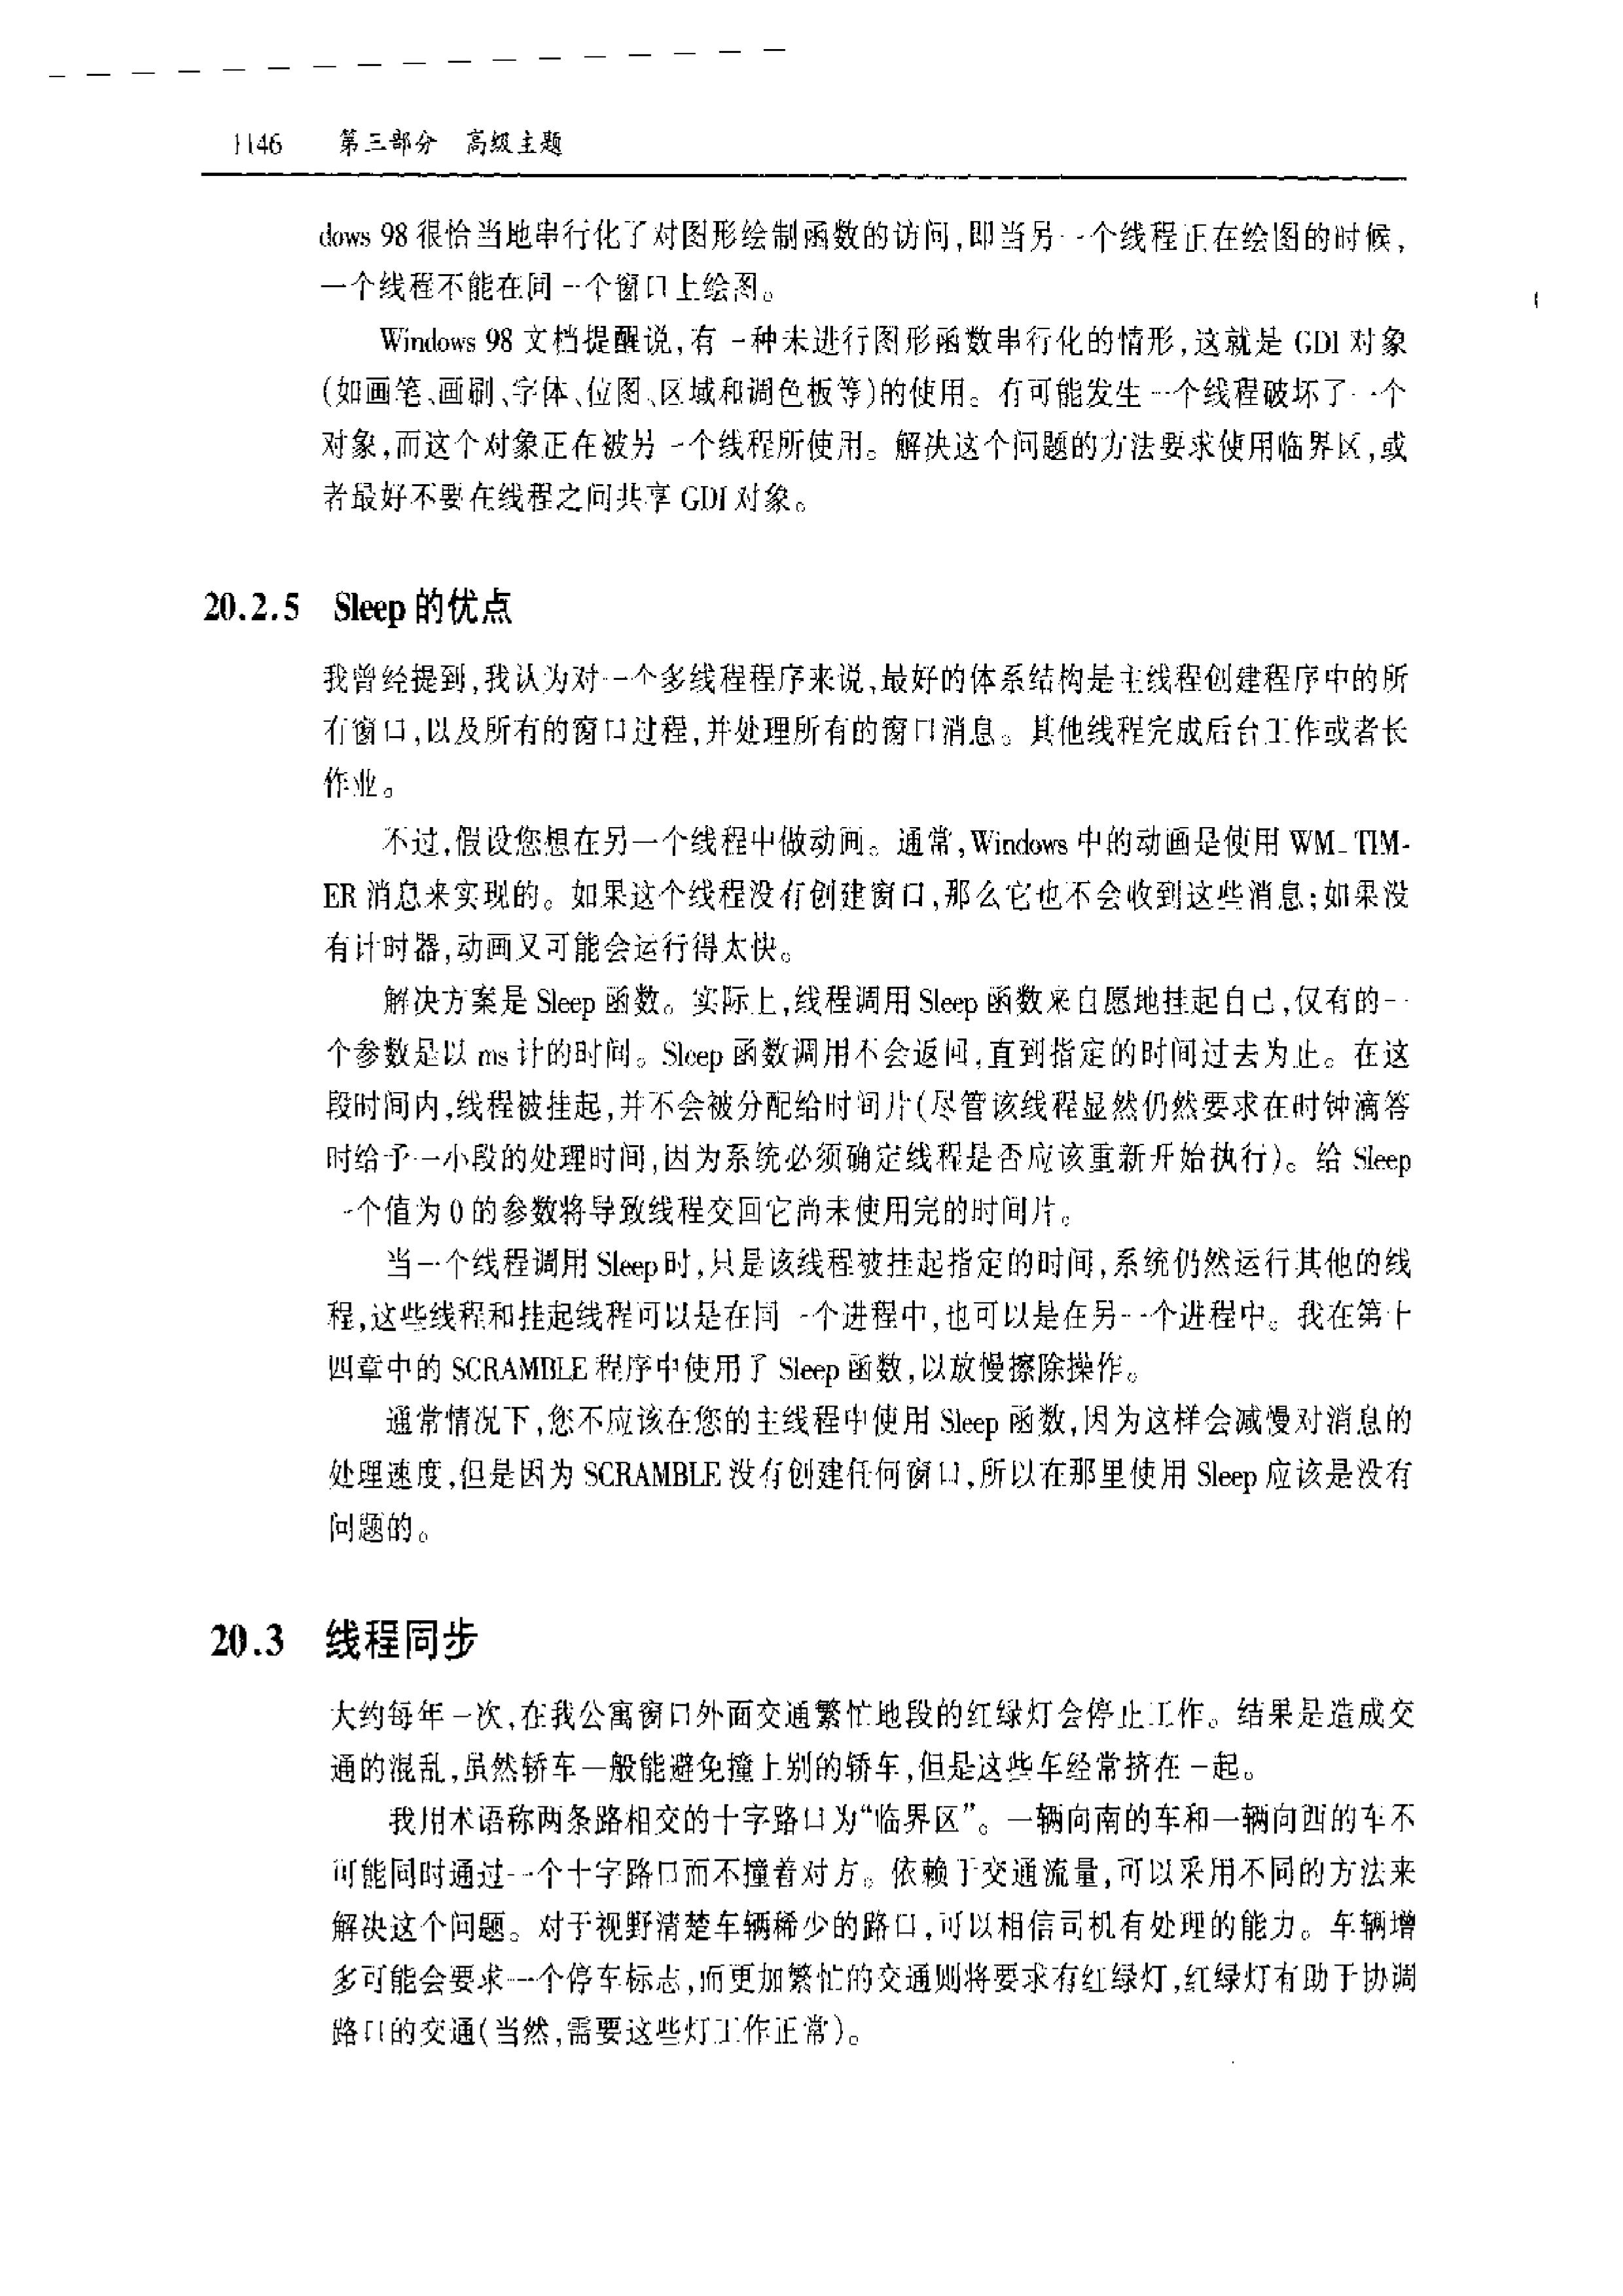 1146 第三部分 高级主题
dows 98 很恰当地串行化了对图形绘制函数的访问,即当另一个线程正在绘图的时候,
一个线程不能在同一个窗口上绘图。
Windows 98 文档提醒说,有一种未进行图形函数串行化的情形,这就是 GDI 对象
(如画笔、画刷、字体、位图、区域和调色板等)的使用。有可能发生一个线程破坏了一个
对象,而这个对象正在被另一个线程所使用。解决这个问题的方法要求使用临界区,或
者最好不要在线程之间共享 GDI 对象。
20.2.5 Sleep 的优点
我曾经提到,我认为对一个多线程程序来说,最好的体系结构是主线程创建程序中的所
有窗口,以及所有的窗口过程,并处理所有的窗口消息。其他线程完成后台工作或者长
作业。
不过,假设您想在另一个线程中做动画。通常,Windows 中的动画是使用 WM_TIM-
ER 消息来实现的。如果这个线程没有创建窗口,那么它也不会收到这些消息;如果没
有计时器,动画又可能会运行得太快。
解决方案是 Sleep 函数。实际上,线程调用 Sleep 函数来自愿地挂起自己,仅有的一
个参数是以 ms 计的时间。Sleep 函数调用不会返回,直到指定的时间过去为止。在这
段时间内,线程被挂起,并不会被分配给时间片(尽管该线程显然仍然要求在时钟滴答
时给予一小段的处理时间,因为系统必须确定线程是否应该重新开始执行)。给 Sleep
一个值为 0 的参数将导致线程交回它尚未使用完的时间片。
当一个线程调用 Sleep 时,只是该线程被挂起指定的时间,系统仍然运行其他的线
程,这些线程和挂起线程可以是在同一个进程中,也可以是在另一个进程中。我在第十
四章中的 SCRAMBLE 程序中使用了 Sleep 函数,以放慢擦除操作。
通常情况下,您不应该在您的主线程中使用 Sleep 函数,因为这样会减慢对消息的
处理速度,但是因为 SCRAMBLE 没有创建任何窗口,所以在那里使用 Sleep 应该是没有
问题的。
20.3 线程同步
大约每年一次,在我公寓窗口外面交通繁忙地段的红绿灯会停止工作。结果是造成交
通的混乱,虽然轿车一般能避免撞上别的轿车,但是这些车经常挤在一起。
我用术语称两条路相交的十字路口为“临界区”。一辆向南的车和一辆向西的车不
可能同时通过一个十字路口而不撞着对方。依赖于交通流量,可以采用不同的方法来
解决这个问题。对于视野清楚车辆稀少的路口,可以相信司机有处理的能力。车辆增
多可能会要求一个停车标志,而更加繁忙的交通则将要求有红绿灯,红绿灯有助于协调
路口的交通(当然,需要这些灯工作正常)。